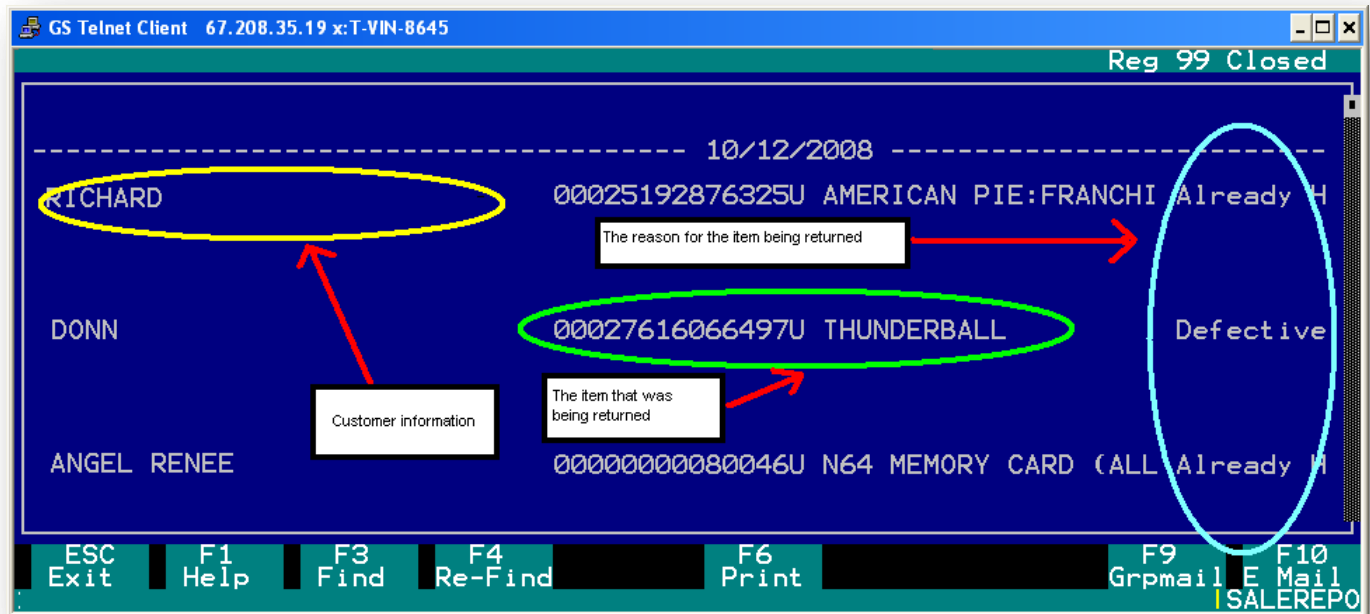 GS Telnet Client 67.208.35.19 x:T-VIN-8645
Reg 99 Closed
--------------------------------------- 10/12/2008 --------------------------
RICHARD 00025192876325U AMERICAN PIE:FRANCHI Already H
The reason for the item being returned
DONN 00027616066497U THUNDERBALL Defective
Customer information
The item that was
being returned
ANGEL RENEE 00000000080046U N64 MEMORY CARD (ALL Already H
ESC F1 F3 F4 F6 F9 F10
Exit Help Find Re-Find Print Grpmail E Mail
SALEREPO